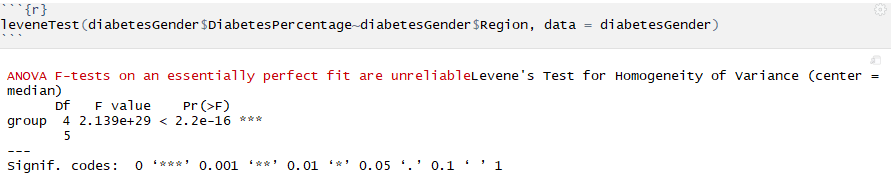 ```{r}
leveneTest(diabetesGender$DiabetesPercentage~diabetesGender$Region, data = diabetesGender)
```
ANOVA F-tests on an essentially perfect fit are unreliableLevene's Test for Homogeneity of Variance (center =
median)
      Df   F value    Pr(>F)
group  4 2.139e+29 < 2.2e-16 ***
       5
---
Signif. codes:  0 ‘***’ 0.001 ‘**’ 0.01 ‘*’ 0.05 ‘.’ 0.1 ‘ ’ 1